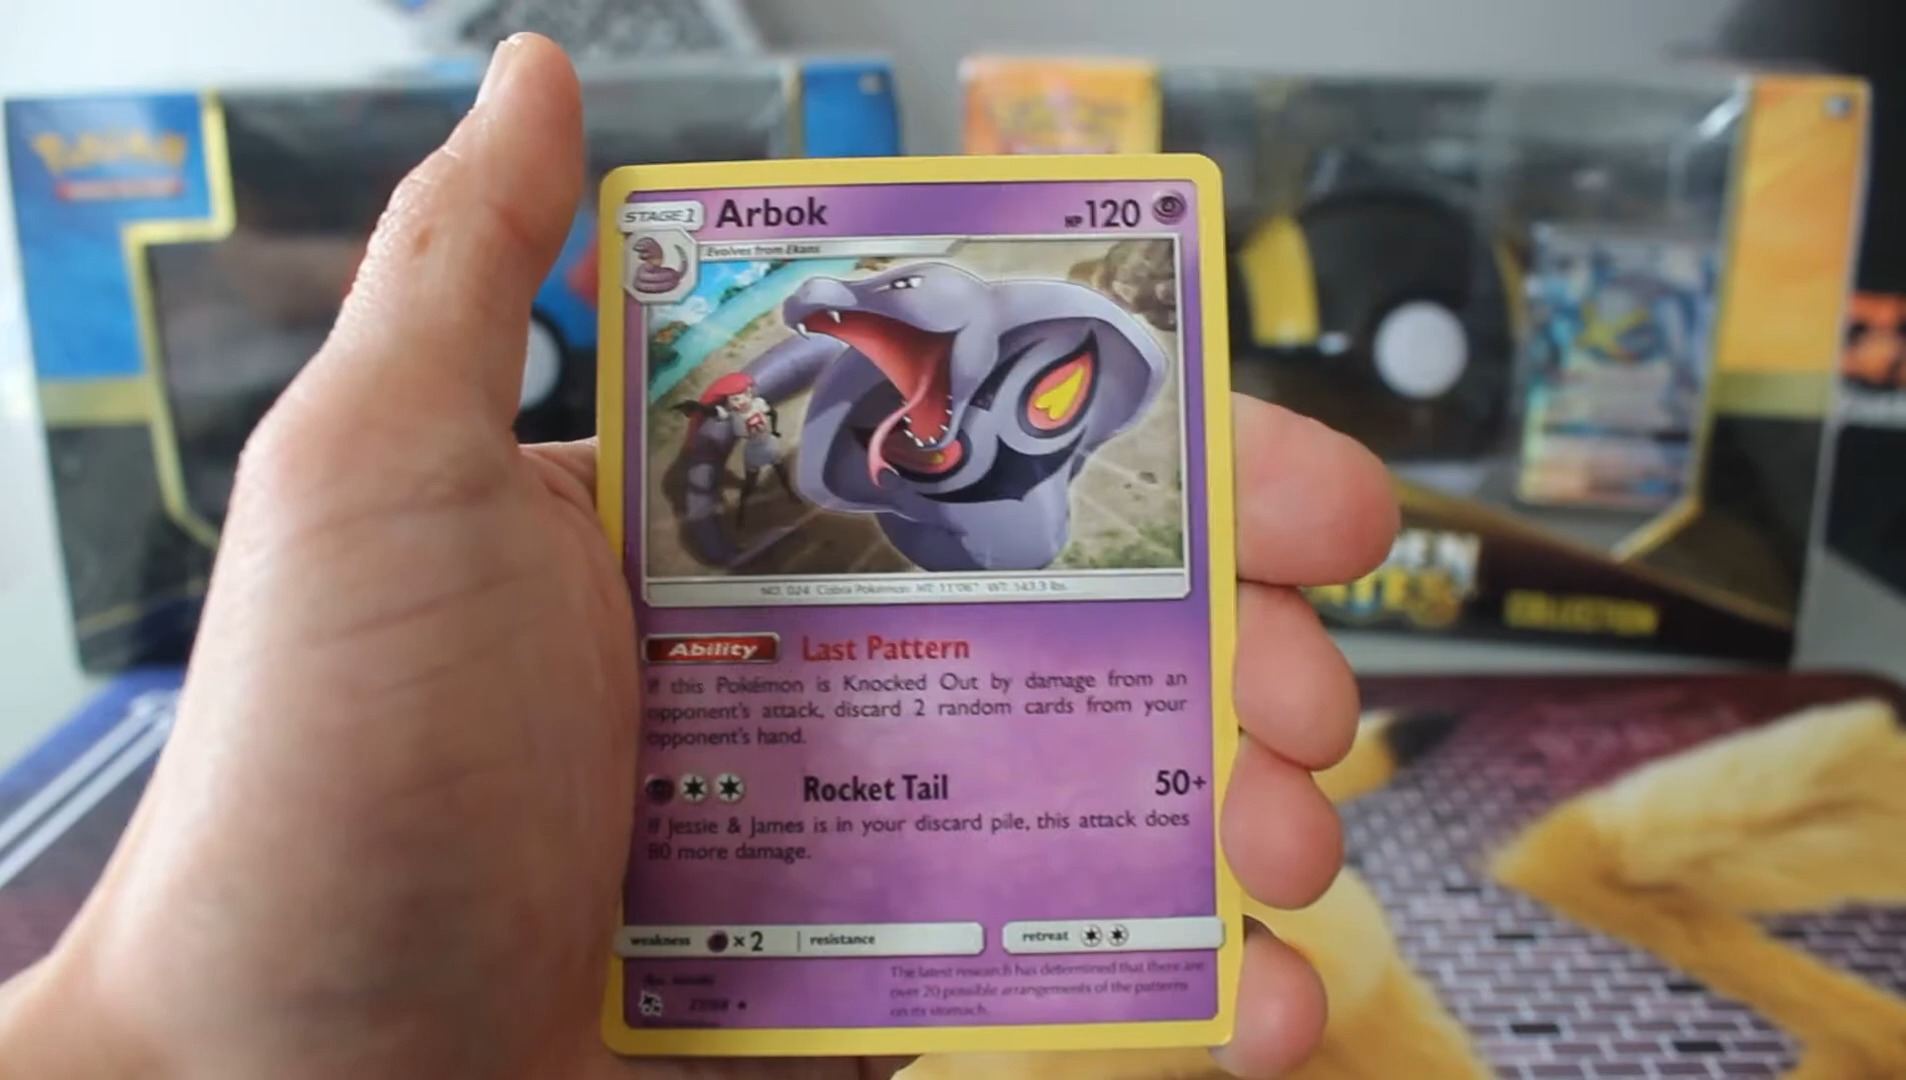 Pokémon
STAGE 1
Arbok
HP 120
Evolves from Ekans
NO. 024 Cobra Pokémon HT: 11'06" WT: 143.3 lbs.
Ability
Last Pattern
If this Pokémon is Knocked Out by damage from an
opponent's attack, discard 2 random cards from your
opponent's hand.
Rocket Tail
50+
If Jessie & James is in your discard pile, this attack does
80 more damage.
weakness ×2 resistance
retreat
The latest research has determined that there are
over 20 possible arrangements of the patterns
on its stomach.
COLLECTION